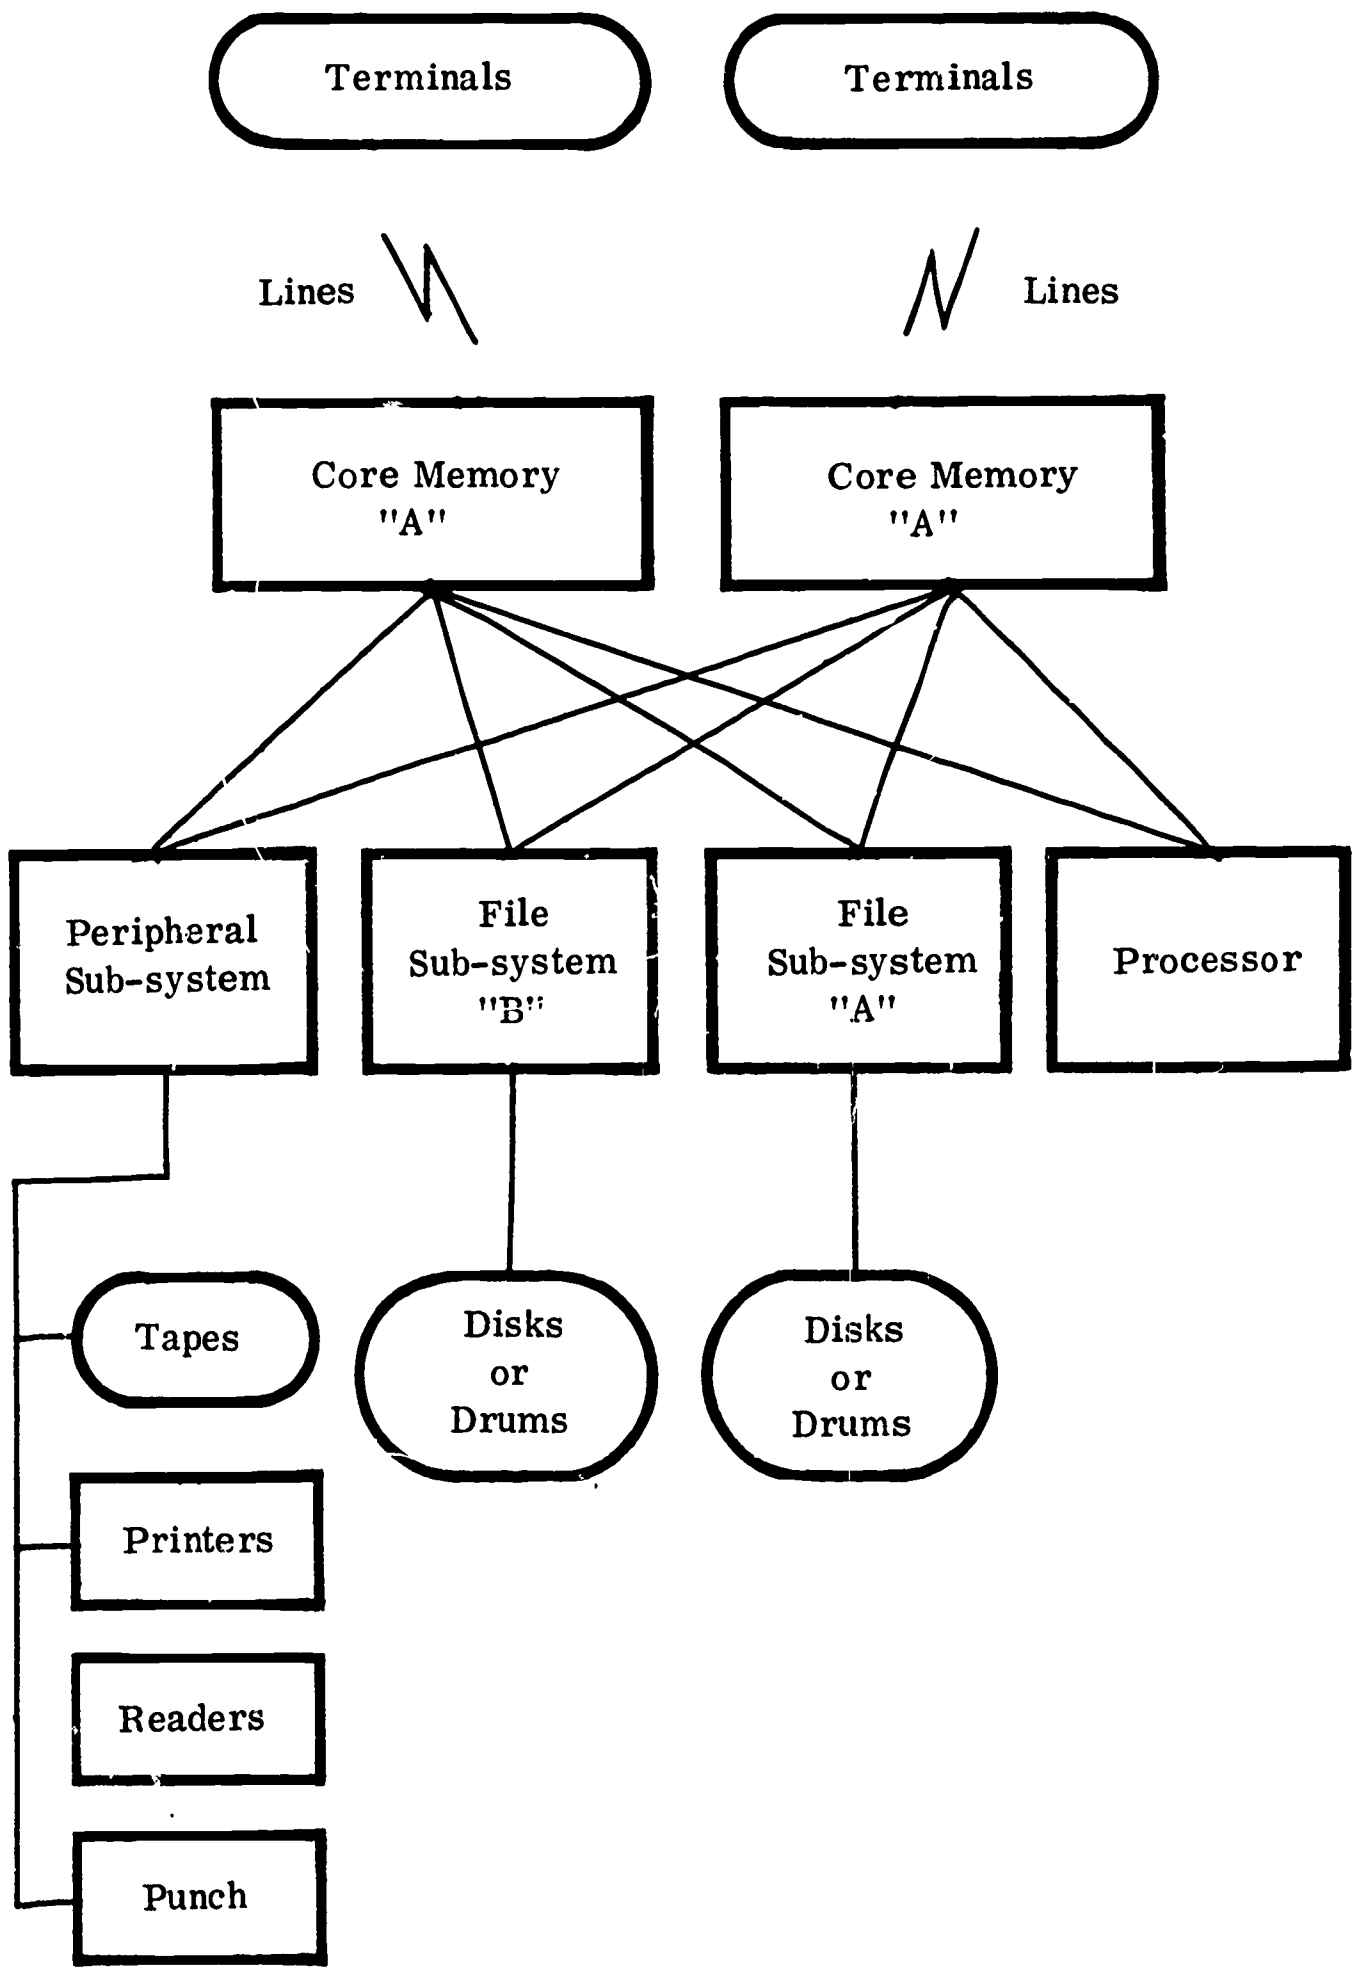 Terminals
Terminals
Lines
Lines
Core Memory
"A"
Core Memory
"A"
Peripheral
Sub-system
File
Sub-system
"B"
File
Sub-system
"A"
Processor
Tapes
Disks
or
Drums
Disks
or
Drums
Printers
Readers
Punch